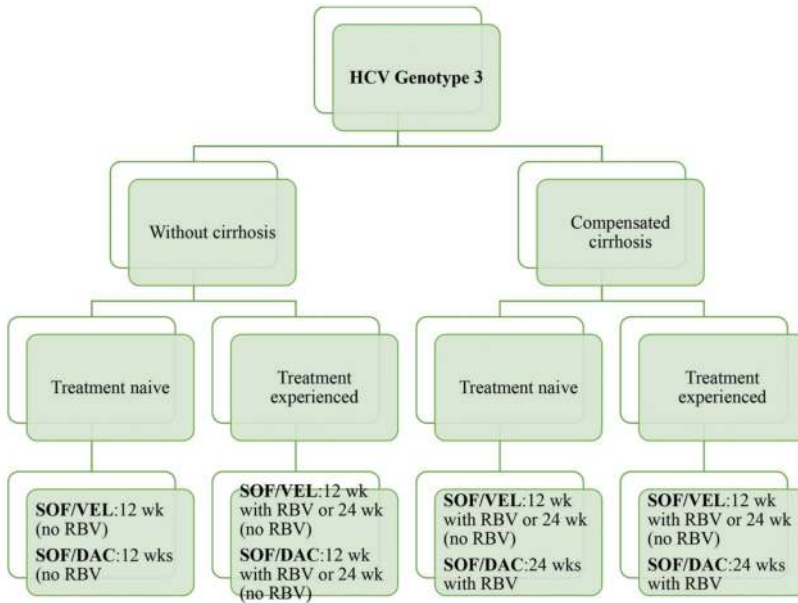 HCV Genotype 3
Without cirrhosis
Compensated
cirrhosis
Treatment naive
Treatment
experienced
Treatment naive
Treatment
experienced
SOF/VEL:12 wk
(no RBV)
SOF/DAC:12 wks
(no RBV
SOF/VEL:12 wk
with RBV or 24 wk
(no RBV)
SOF/DAC:12 wk
with RBV or 24 wk
(no RBV)
SOF/VEL:12 wk
with RBV or 24 wk
(no RBV)
SOF/DAC:24 wks
with RBV
SOF/VEL:12 wk
with RBV or 24 wk
(no RBV)
SOF/DAC:24 wks
with RBV